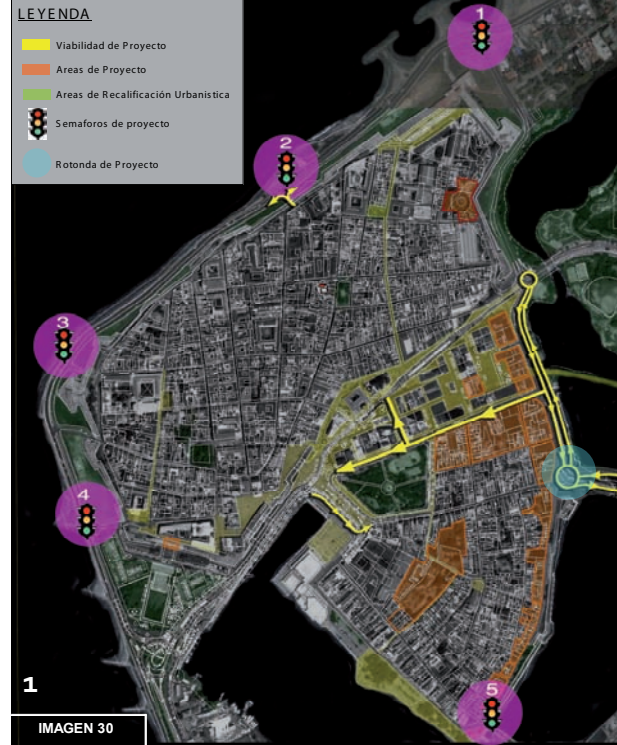 LEYENDA
Viabilidad de Proyecto
Areas de Proyecto
Areas de Recalificación Urbanistica
Semaforos de proyecto
Rotonda de Proyecto
1
2
3
4
5
1
IMAGEN 30